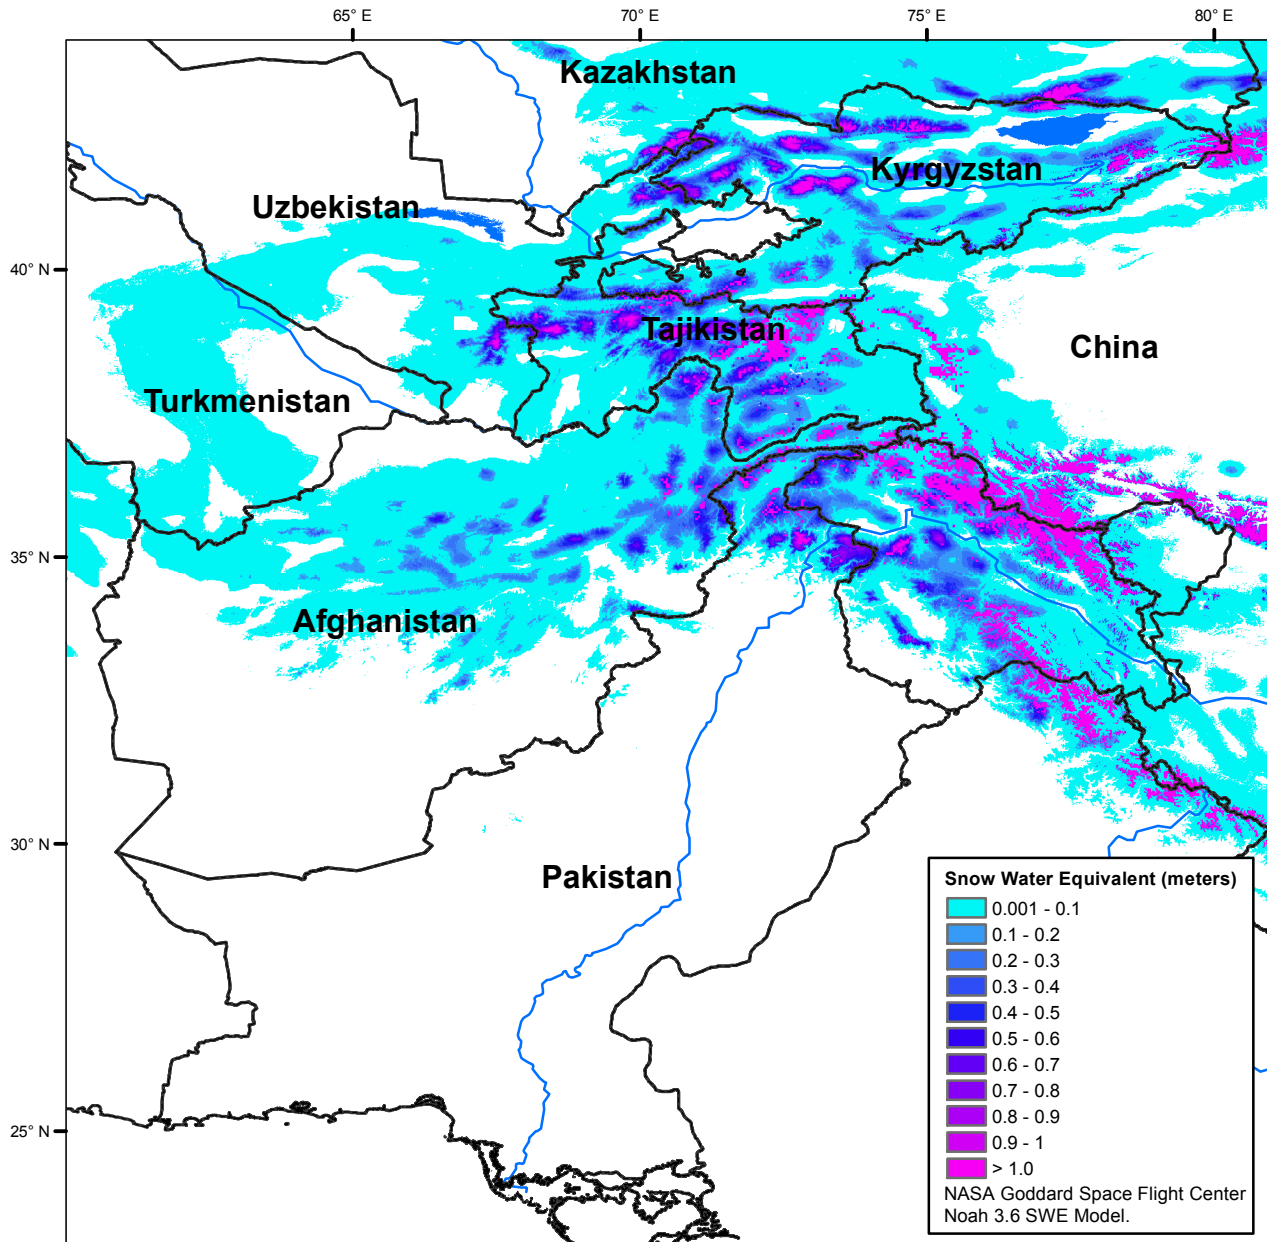 65° E
70° E
75° E
80° E
Kazakhstan
Kyrgyzstan
Uzbekistan
40° N
Tajikistan
China
Turkmenistan
35° N
Afghanistan
30° N
Pakistan
25° N
Snow Water Equivalent (meters)
0.001 - 0.1
0.1 - 0.2
0.2 - 0.3
0.3 - 0.4
0.4 - 0.5
0.5 - 0.6
0.6 - 0.7
0.7 - 0.8
0.8 - 0.9
0.9 - 1
> 1.0
NASA Goddard Space Flight Center
Noah 3.6 SWE Model.